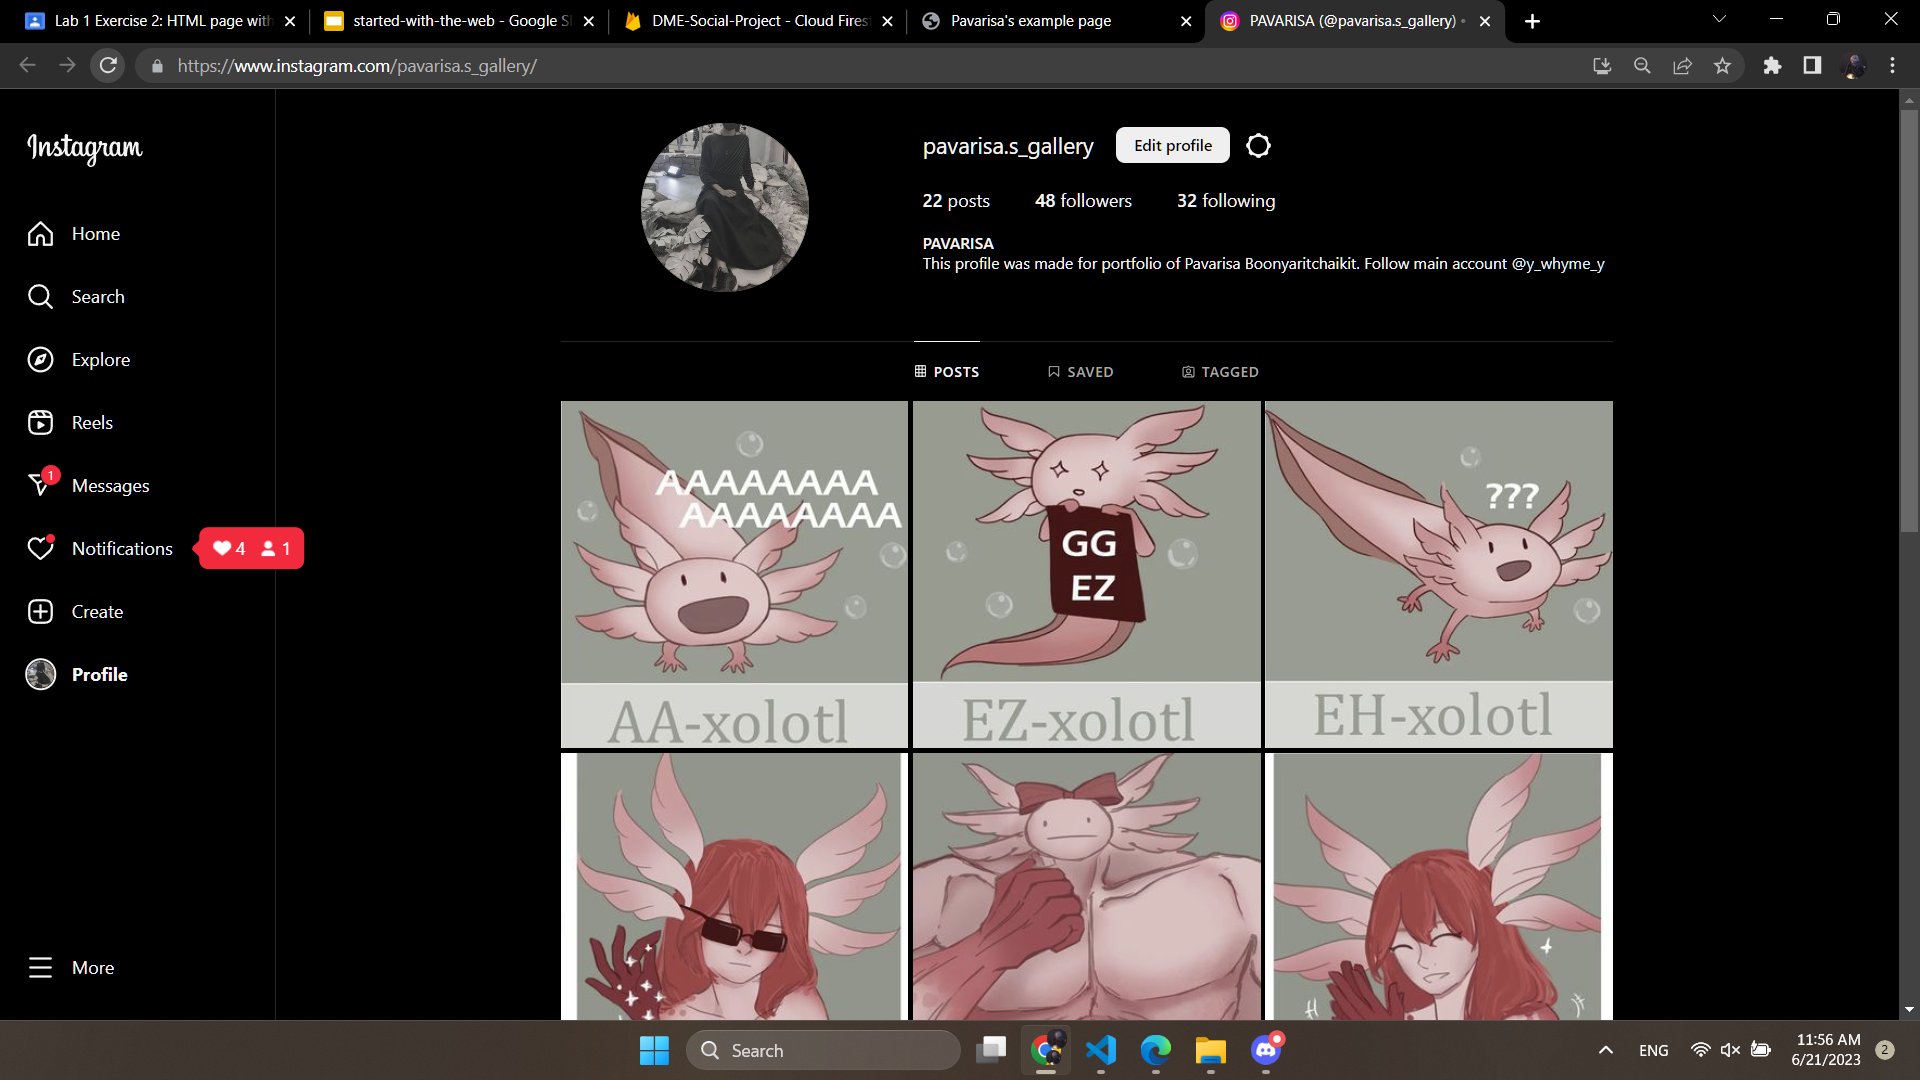 Lab 1 Exercise 2: HTML page with
started-with-the-web - Google Sl
DME-Social-Project - Cloud Fires
Pavarisa's example page
PAVARISA (@pavarisa.s_gallery) •
https://www.instagram.com/pavarisa.s_gallery/
Instagram
Home
Search
Explore
Reels
1
Messages
Notifications
4 1
Create
Profile
More
pavarisa.s_gallery
Edit profile
22 posts 48 followers 32 following
PAVARISA
This profile was made for portfolio of Pavarisa Boonyaritchaikit. Follow main account @y_whyme_y
POSTS SAVED TAGGED
AAAAAAAA
AAAAAAAA
AA-xolotl
GG
EZ
EZ-xolotl
???
EH-xolotl
Search
ENG
11:56 AM
6/21/2023
2